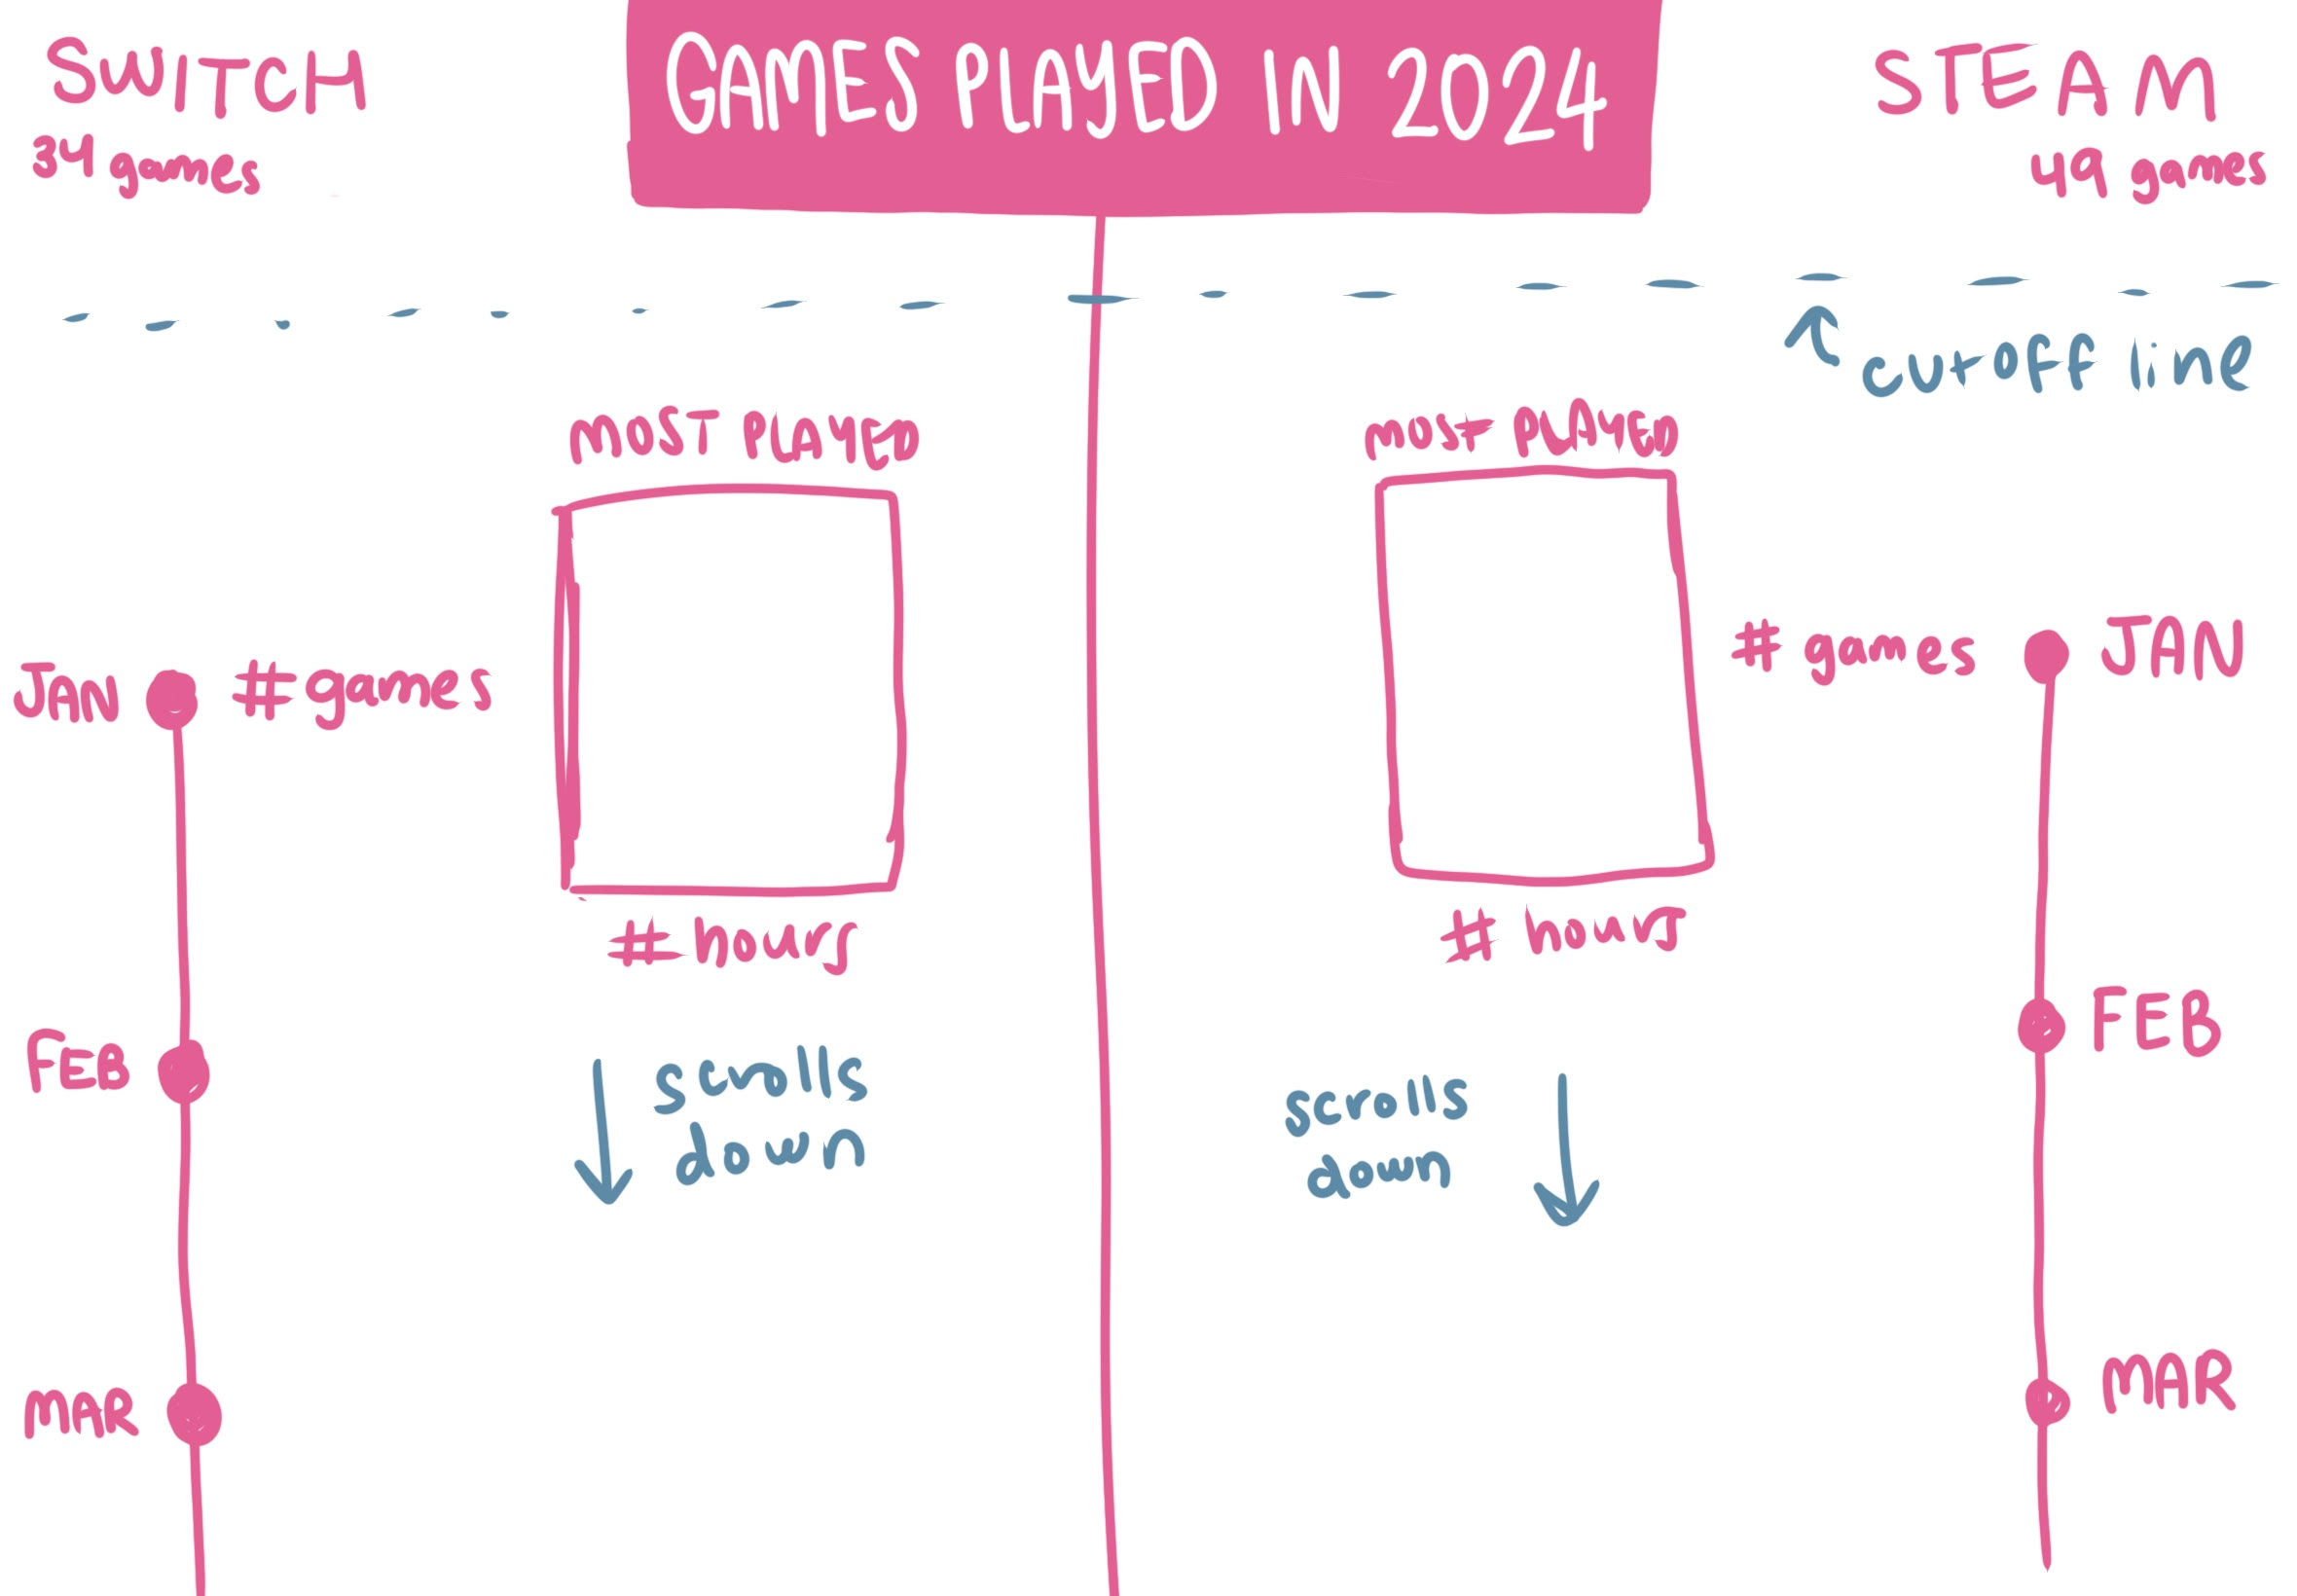 SWITCH
34 games
GAMES PLAYED IN 2024
STEAM
49 games
cutoff line
MOST PLAYED
MOST PLAYED
JAN
# games
# games
JAN
# hours
# hours
FEB
FEB
scrolls
down
scrolls
down
MAR
MAR